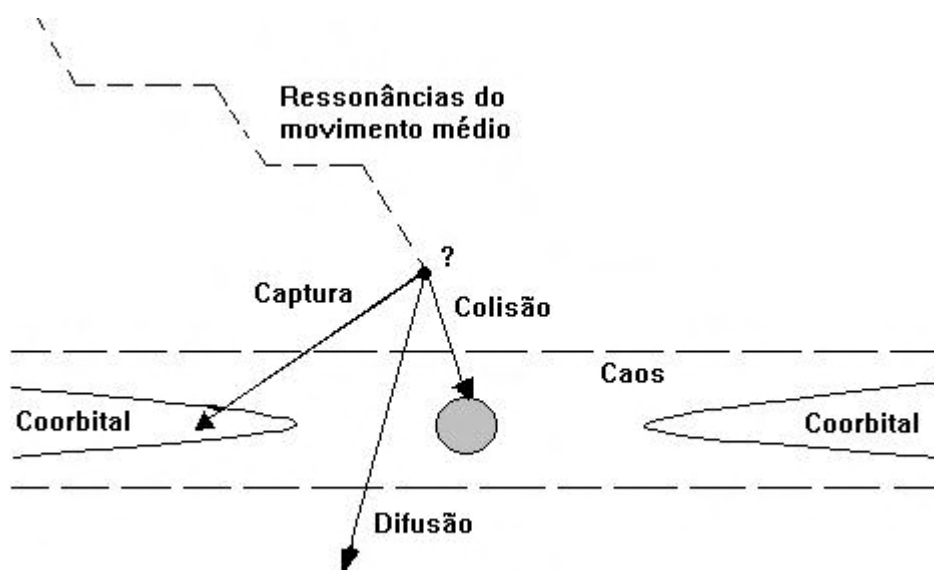 Ressonâncias do
movimento médio
?
Captura
Colisão
Caos
Coorbital
Coorbital
Difusão